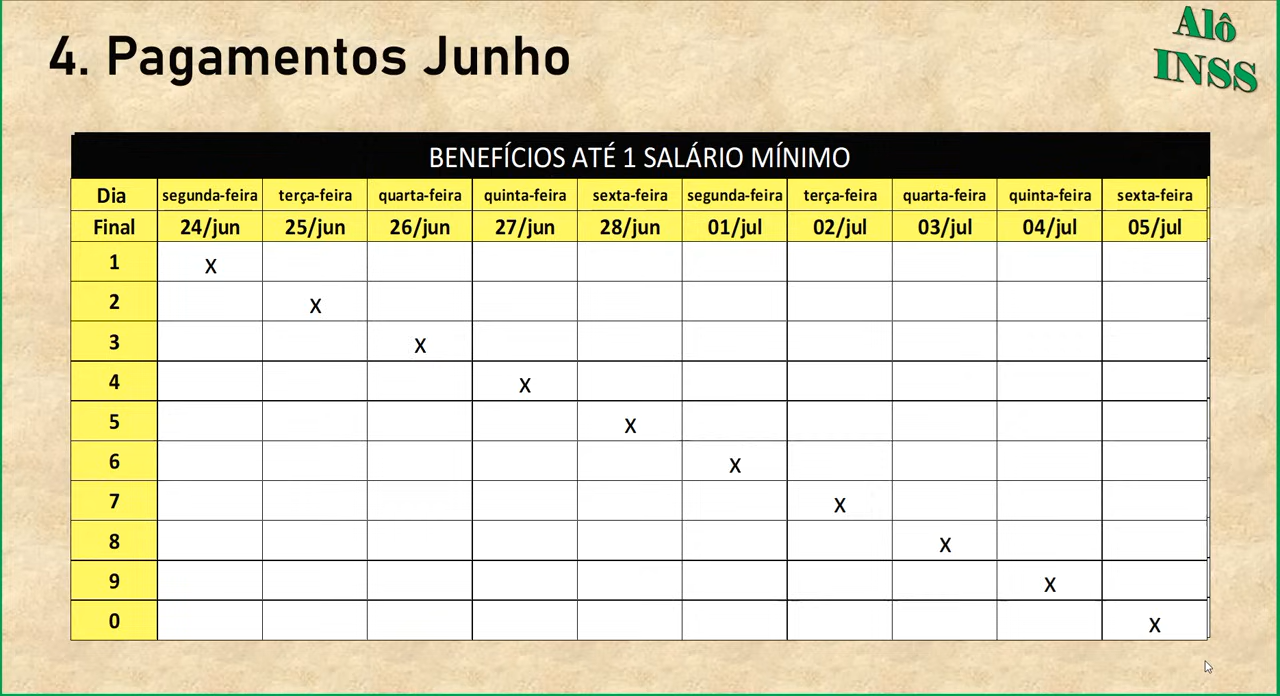 4. Pagamentos Junho
Alô
INSS
BENEFÍCIOS ATÉ 1 SALÁRIO MÍNIMO
Dia segunda-feira terça-feira quarta-feira quinta-feira sexta-feira segunda-feira terça-feira quarta-feira quinta-feira sexta-feira
Final 24/jun 25/jun 26/jun 27/jun 28/jun 01/jul 02/jul 03/jul 04/jul 05/jul
1 x
2 x
3 x
4 x
5 x
6 x
7 x
8 x
9 x
0 x